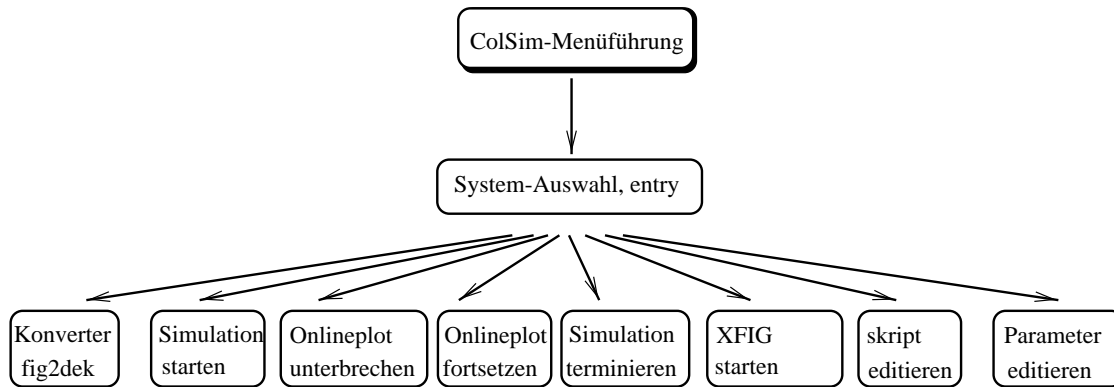 ColSim-Menüführung
System-Auswahl, entry
Konverter
fig2dek
Simulation
starten
Onlineplot
unterbrechen
Onlineplot
fortsetzen
Simulation
terminieren
XFIG
starten
skript
editieren
Parameter
editieren